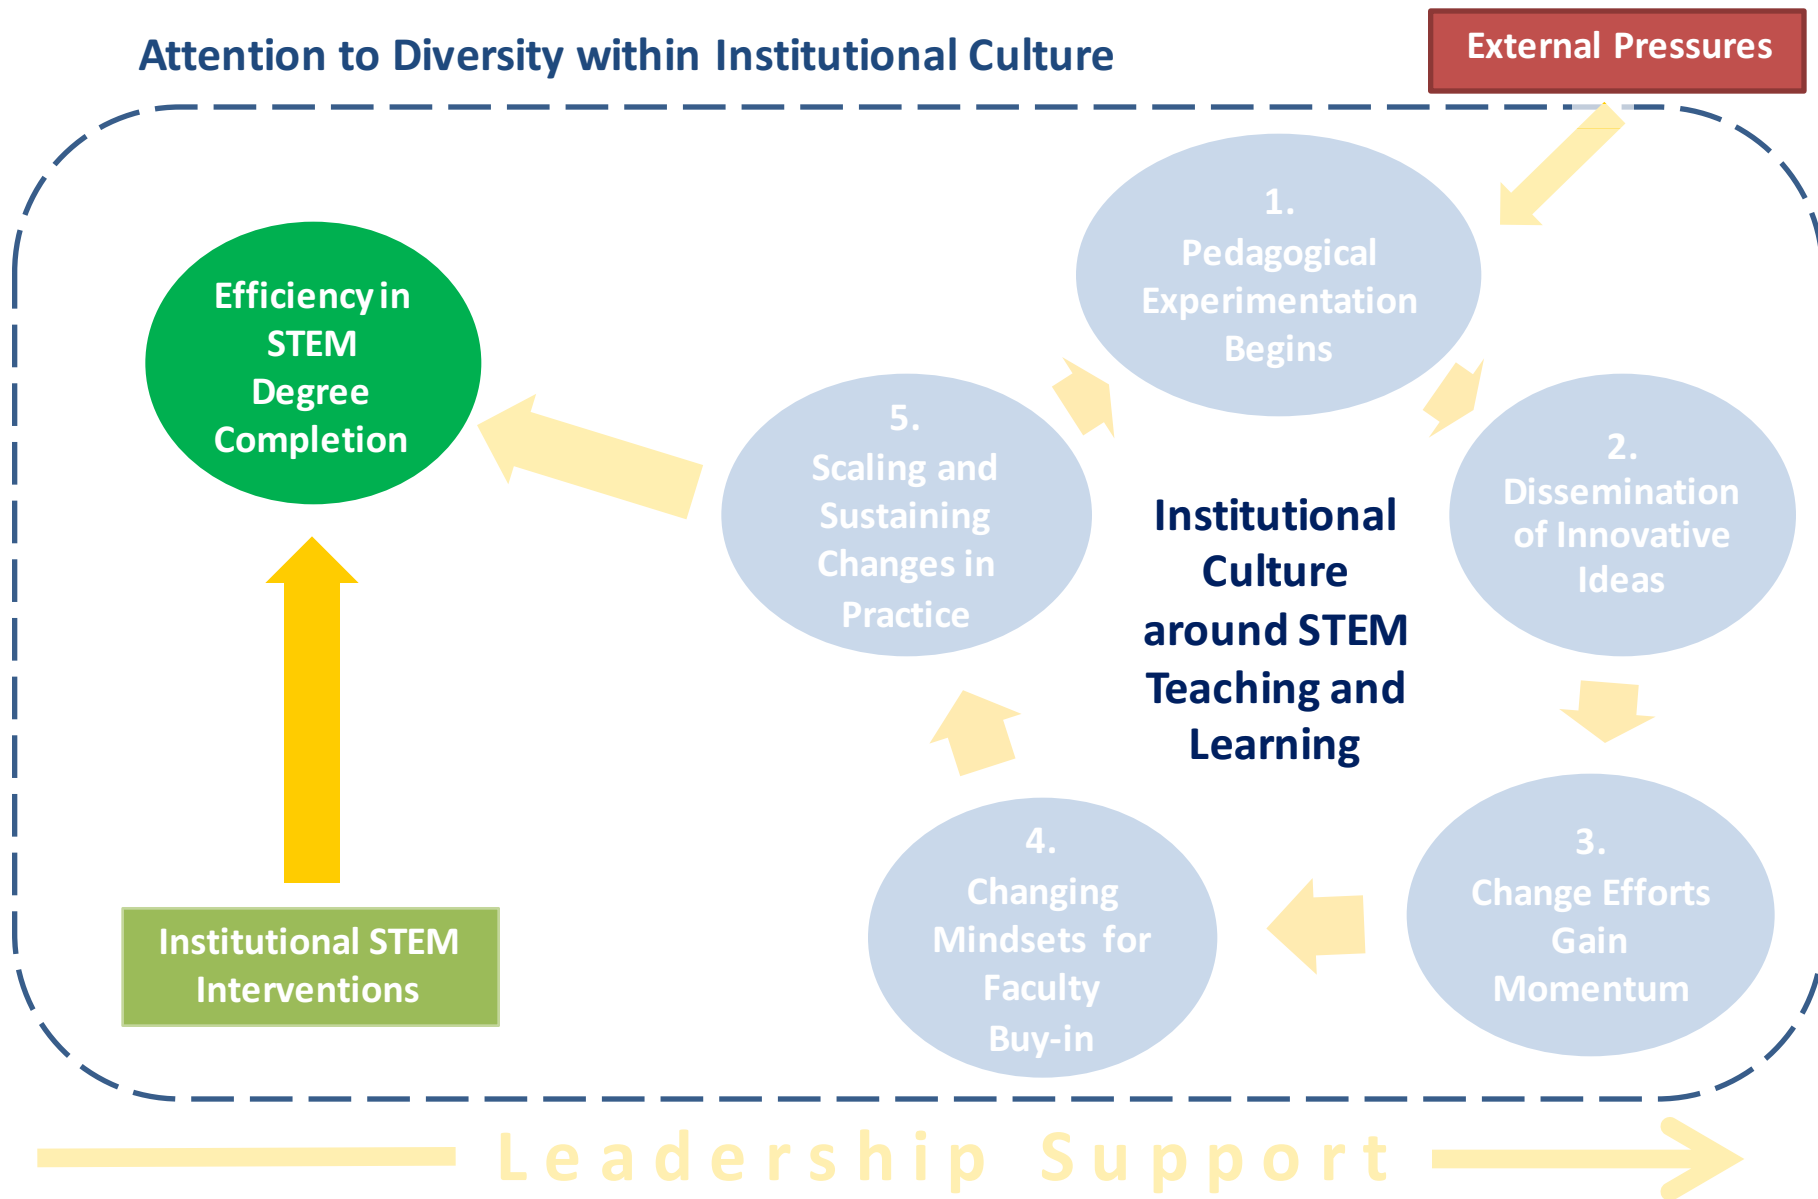 Attention to Diversity within Institutional Culture
External Pressures
1.
Pedagogical
Experimentation
Begins
2.
Dissemination
of Innovative
Ideas
3.
Change Efforts
Gain
Momentum
4.
Changing
Mindsets for
Faculty
Buy-in
5.
Scaling and
Sustaining
Changes in
Practice
Institutional
Culture
around STEM
Teaching and
Learning
Efficiency in
STEM
Degree
Completion
Institutional STEM
Interventions
Leadership Support